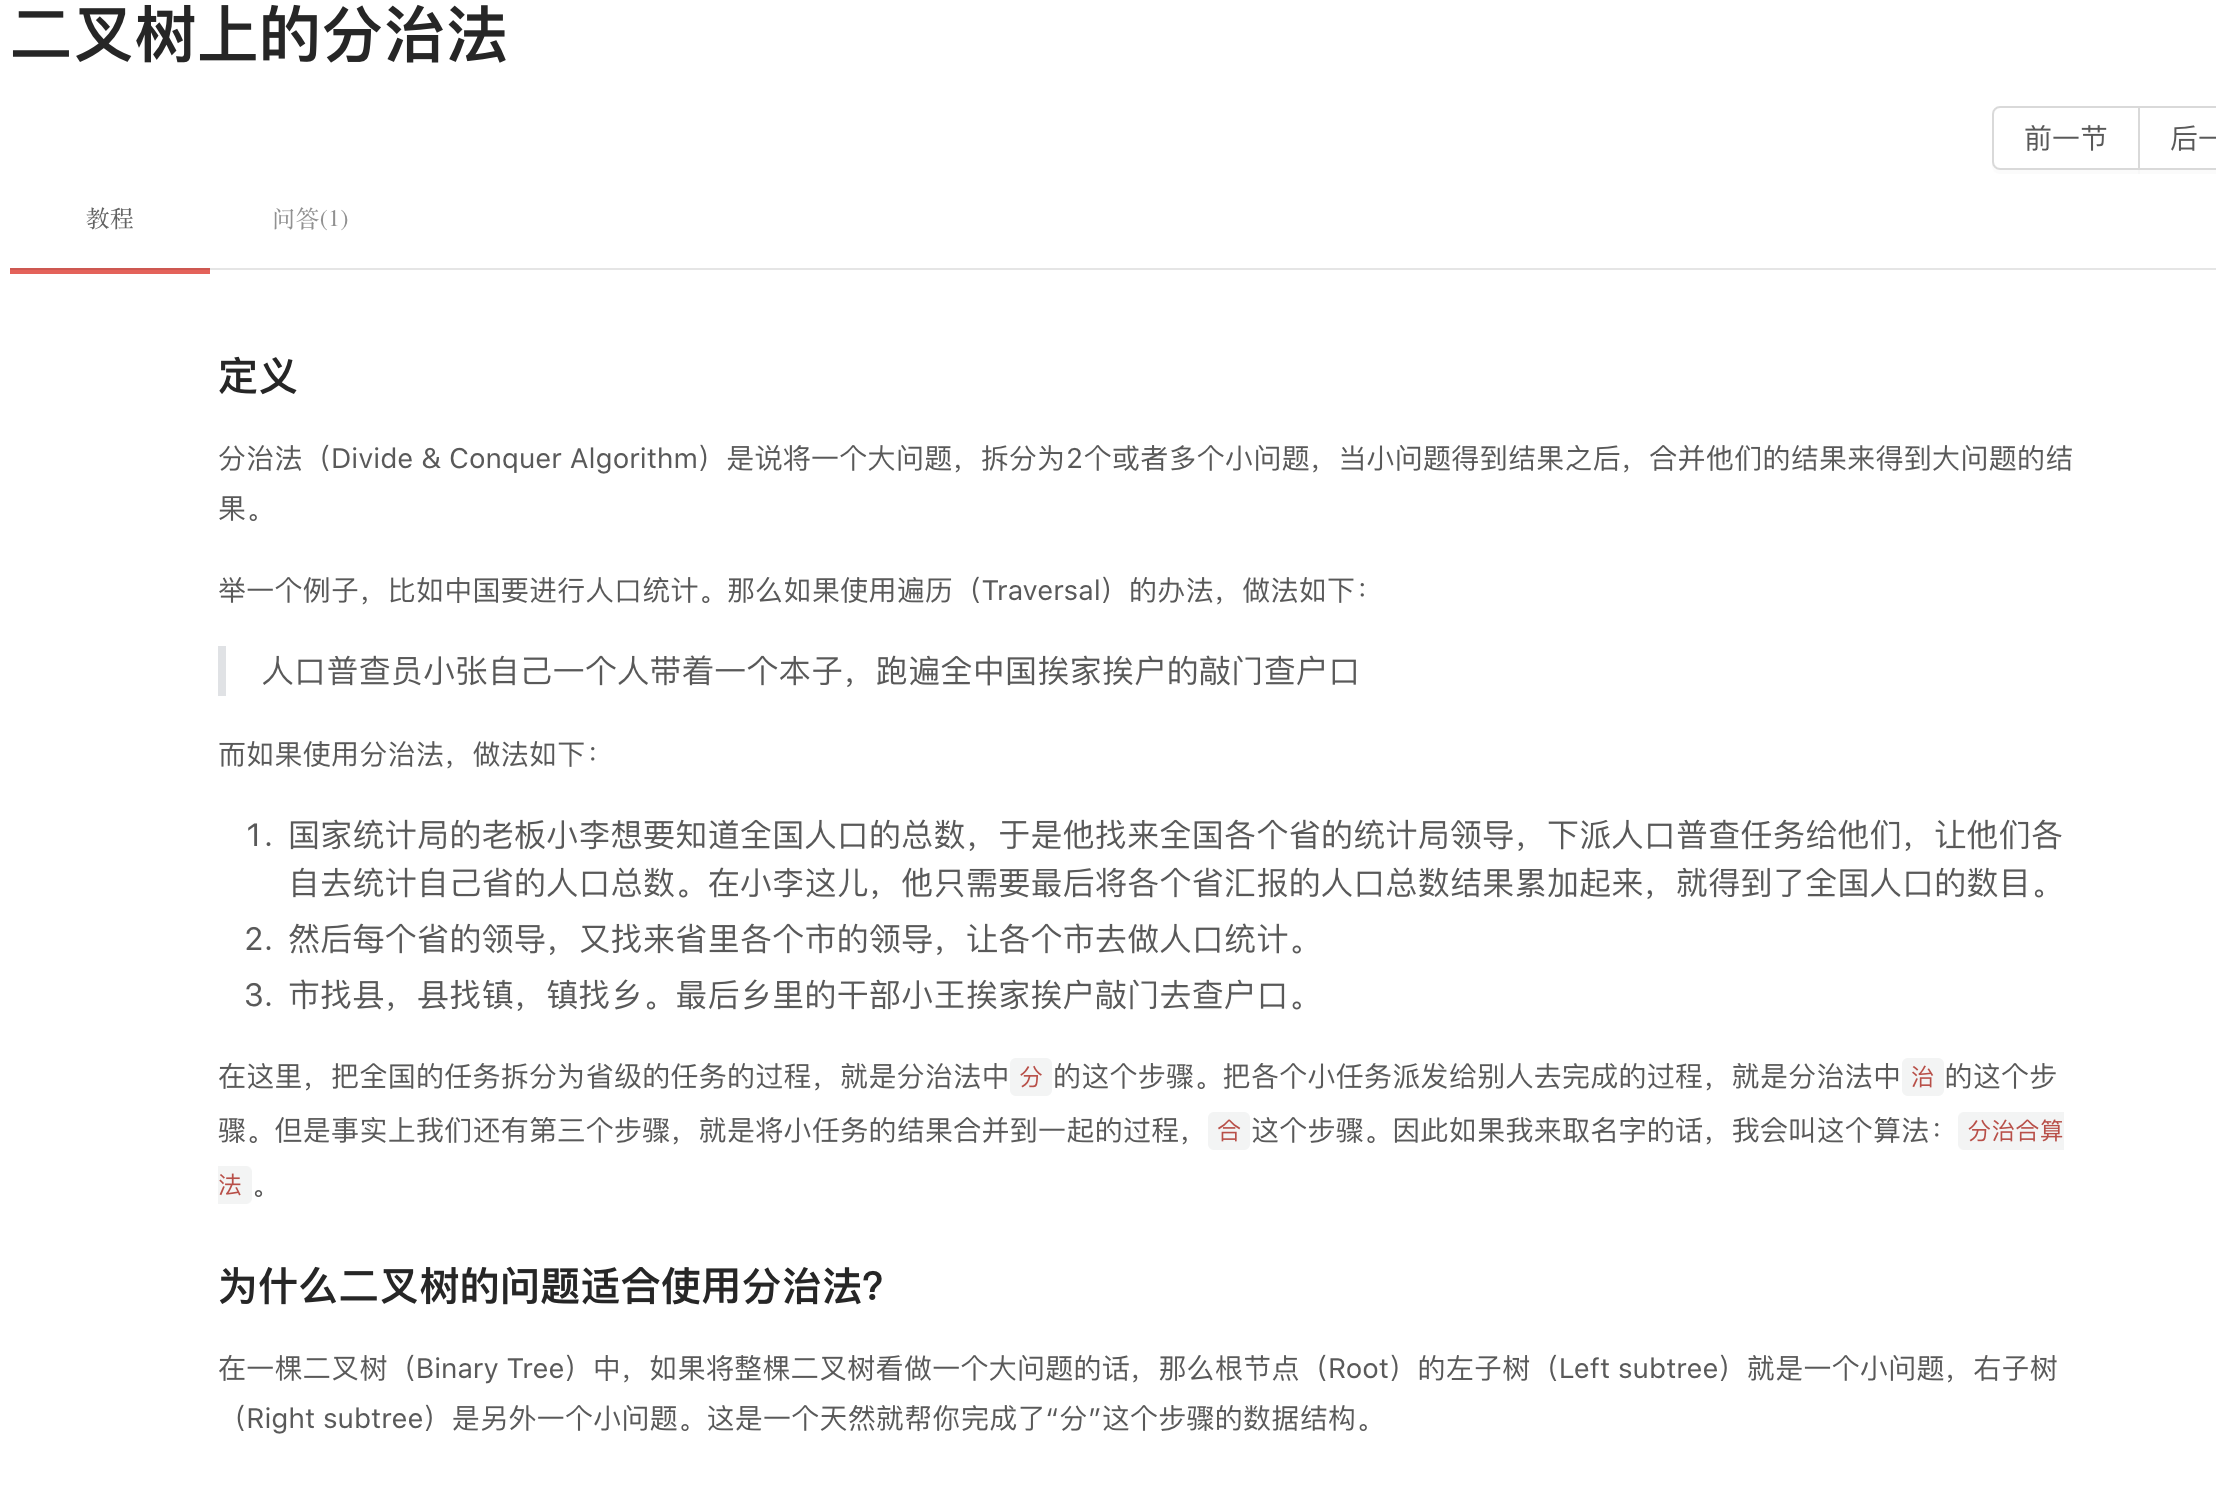 二叉树上的分治法
前一节
后一
教程
问答(1)
定义
分治法（Divide & Conquer Algorithm）是说将一个大问题，拆分为2个或者多个小问题，当小问题得到结果之后，合并他们的结果来得到大问题的结
果。
举一个例子，比如中国要进行人口统计。那么如果使用遍历（Traversal）的办法，做法如下：
人口普查员小张自己一个人带着一个本子，跑遍全中国挨家挨户的敲门查户口
而如果使用分治法，做法如下：
1. 国家统计局的老板小李想要知道全国人口的总数，于是他找来全国各个省的统计局领导，下派人口普查任务给他们，让他们各
自去统计自己省的人口总数。在小李这儿，他只需要最后将各个省汇报的人口总数结果累加起来，就得到了全国人口的数目。
2. 然后每个省的领导，又找来省里各个市的领导，让各个市去做人口统计。
3. 市找县，县找镇，镇找乡。最后乡里的干部小王挨家挨户敲门去查户口。
在这里，把全国的任务拆分为省级的任务的过程，就是分治法中 分 的这个步骤。把各个小任务派发给别人去完成的过程，就是分治法中 治 的这个步
骤。但是事实上我们还有第三个步骤，就是将小任务的结果合并到一起的过程， 合 这个步骤。因此如果我来取名字的话，我会叫这个算法： 分治合算
法 。
为什么二叉树的问题适合使用分治法?
在一棵二叉树（Binary Tree）中，如果将整棵二叉树看做一个大问题的话，那么根节点（Root）的左子树（Left subtree）就是一个小问题，右子树
（Right subtree）是另外一个小问题。这是一个天然就帮你完成了“分”这个步骤的数据结构。